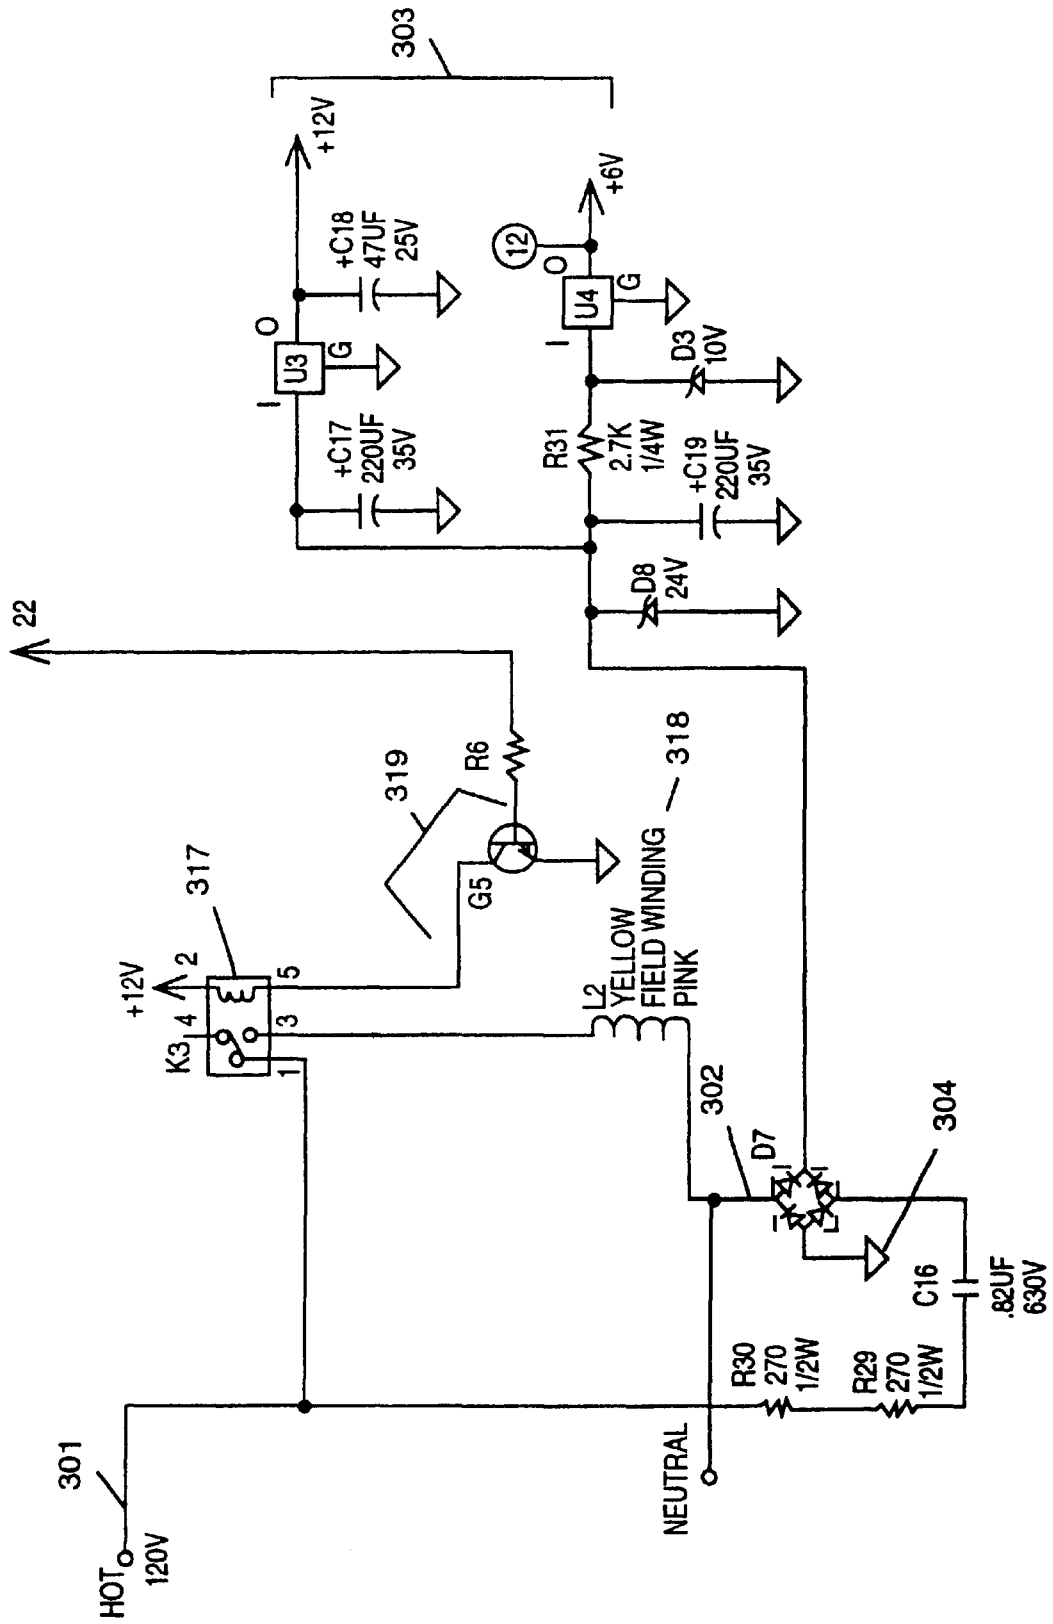 HOT
120V
301
NEUTRAL
R30
270
1/2W
R29
270
1/2W
C16
.82UF
630V
D7
302
304
K3
4
+12V
2
1
3
5
317
L2
YELLOW
FIELD WINDING
PINK
318
319
G5
R6
22
D8
24V
+C17
220UF
35V
I
U3
O
G
+C18
47UF
25V
+12V
303
R31
2.7K
1/4W
+C19
220UF
35V
D3
10V
I
U4
O
G
12
+6V